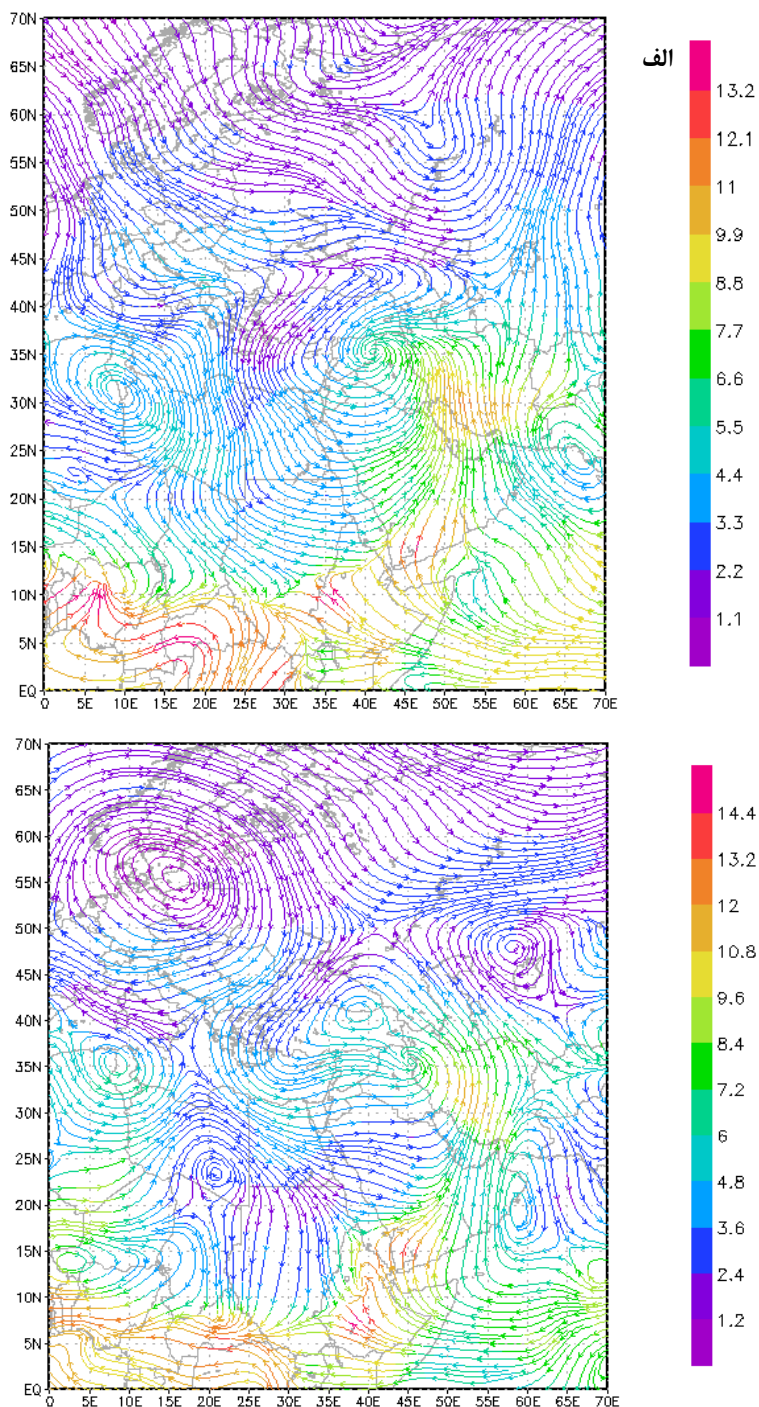 70N
65N
60N
55N
50N
45N
40N
35N
30N
25N
20N
15N
10N
5N
EQ
0 5E 10E 15E 20E 25E 30E 35E 40E 45E 50E 55E 60E 65E 70E
الف
13.2
12.1
11
9.9
8.8
7.7
6.6
5.5
4.4
3.3
2.2
1.1
70N
65N
60N
55N
50N
45N
40N
35N
30N
25N
20N
15N
10N
5N
EQ
0 5E 10E 15E 20E 25E 30E 35E 40E 45E 50E 55E 60E 65E 70E
14.4
13.2
12
10.8
9.6
8.4
7.2
6
4.8
3.6
2.4
1.2